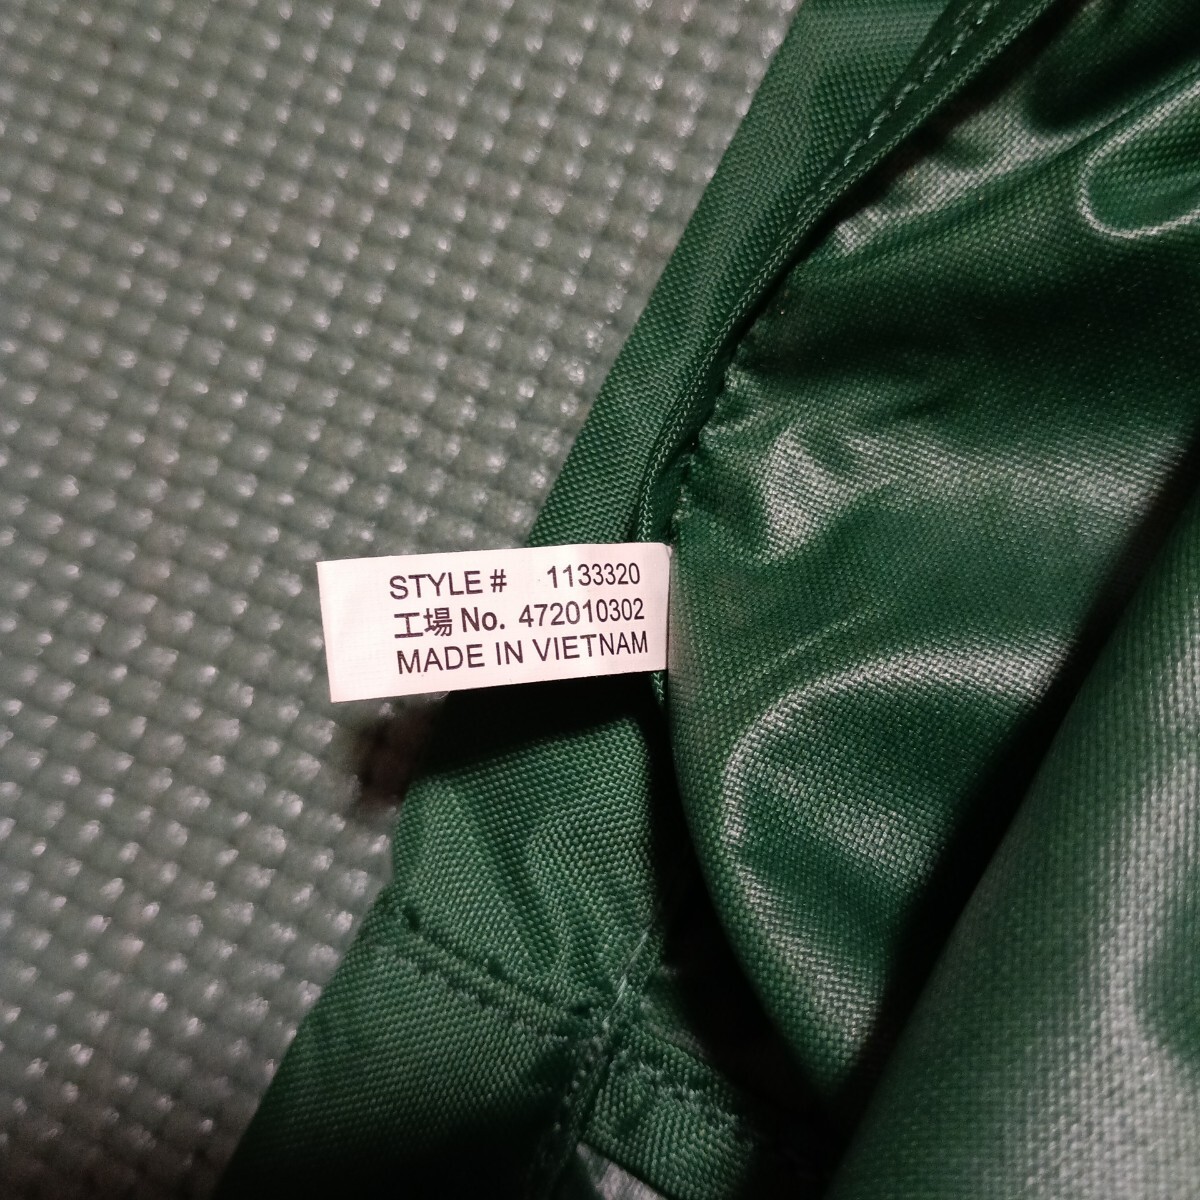 STYLE # 1133320
工場 No. 472010302
MADE IN VIETNAM